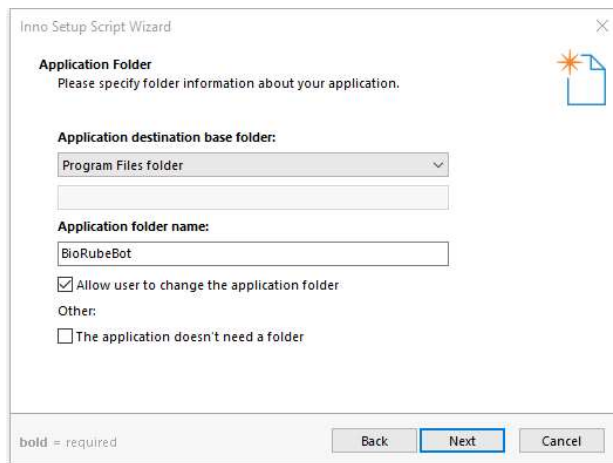 Inno Setup Script Wizard
Application Folder
Please specify folder information about your application.
Application destination base folder:
Program Files folder
Application folder name:
BioRubeBot
Allow user to change the application folder
Other:
The application doesn't need a folder
bold = required
Back
Next
Cancel